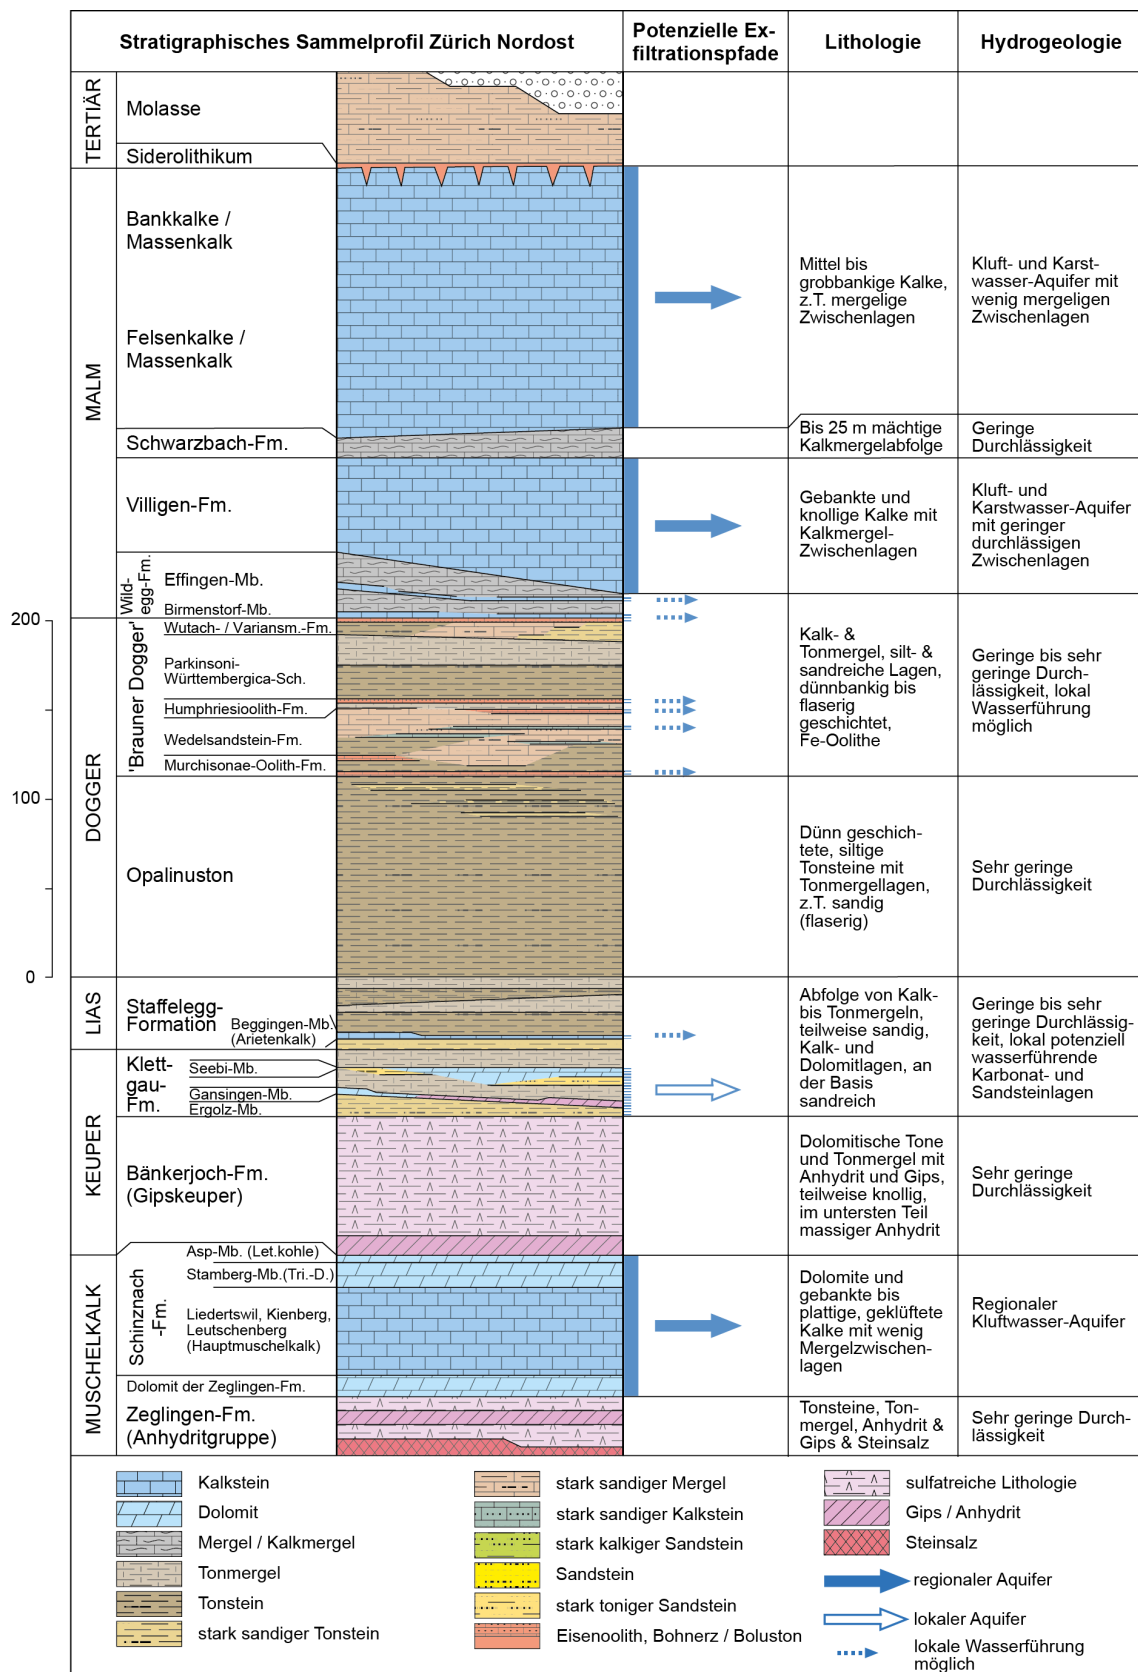 Stratigraphisches Sammelprofil Zürich Nordost
Potenzielle Ex-
filtrationspfade
Lithologie
Hydrogeologie
TERTIÄR
Molasse
Siderolithikum
MALM
Bankkalke /
Massenkalk
Felsenkalke /
Massenkalk
Mittel bis
grobbankige Kalke,
z.T. mergelige
Zwischenlagen
Kluft- und Karst-
wasser-Aquifer mit
wenig mergeligen
Zwischenlagen
Schwarzbach-Fm.
Bis 25 m mächtige
Kalkmergelabfolge
Geringe
Durchlässigkeit
Villigen-Fm.
Gebankte und
knollige Kalke mit
Kalkmergel-
Zwischenlagen
Kluft- und
Karstwasser-Aquifer
mit geringer
durchlässigen
Zwischenlagen
Wild-
egg-Fm.
Effingen-Mb.
Birmenstorf-Mb.
200
100
0
DOGGER
'Brauner Dogger'
Wutach- / Variansm.-Fm.
Parkinsoni-
Württembergica-Sch.
Humphriesioolith-Fm.
Wedelsandstein-Fm.
Murchisonae-Oolith-Fm.
Kalk- &
Tonmergel, silt- &
sandreiche Lagen,
dünnbankig bis
flaserig
geschichtet,
Fe-Oolithe
Geringe bis sehr
geringe Durch-
lässigkeit, lokal
Wasserführung
möglich
Opalinuston
Dünn geschich-
tete, siltige
Tonsteine mit
Tonmergellagen,
z.T. sandig
(flaserig)
Sehr geringe
Durchlässigkeit
LIAS
Staffelegg-
Formation
Beggingen-Mb.
(Arietenkalk)
Abfolge von Kalk-
bis Tonmergeln,
teilweise sandig,
Kalk- und
Dolomitlagen, an
der Basis
sandreich
Geringe bis sehr
geringe Durchlässig-
keit, lokal potenziell
wasserführende
Karbonat- und
Sandsteinlagen
KEUPER
Klett-
gau-
Fm.
Seebi-Mb.
Gansingen-Mb.
Ergolz-Mb.
Bänkerjoch-Fm.
(Gipskeuper)
Dolomitische Tone
und Tonmergel mit
Anhydrit und Gips,
teilweise knollig,
im untersten Teil
massiger Anhydrit
Sehr geringe
Durchlässigkeit
MUSCHELKALK
Schinznach
-Fm.
Asp-Mb. (Let.kohle)
Stamberg-Mb.(Tri.-D.)
Liedertswil, Kienberg,
Leutschenberg
(Hauptmuschelkalk)
Dolomit der Zeglingen-Fm.
Dolomite und
gebankte bis
plattige, geklüftete
Kalke mit wenig
Mergelzwischen-
lagen
Regionaler
Kluftwasser-Aquifer
Zeglingen-Fm.
(Anhydritgruppe)
Tonsteine, Ton-
mergel, Anhydrit &
Gips & Steinsalz
Sehr geringe Durch-
lässigkeit
Kalkstein
Dolomit
Mergel / Kalkmergel
Tonmergel
Tonstein
stark sandiger Tonstein
stark sandiger Mergel
stark sandiger Kalkstein
stark kalkiger Sandstein
Sandstein
stark toniger Sandstein
Eisenoolith, Bohnerz / Boluston
sulfatreiche Lithologie
Gips / Anhydrit
Steinsalz
regionaler Aquifer
lokaler Aquifer
lokale Wasserführung
möglich